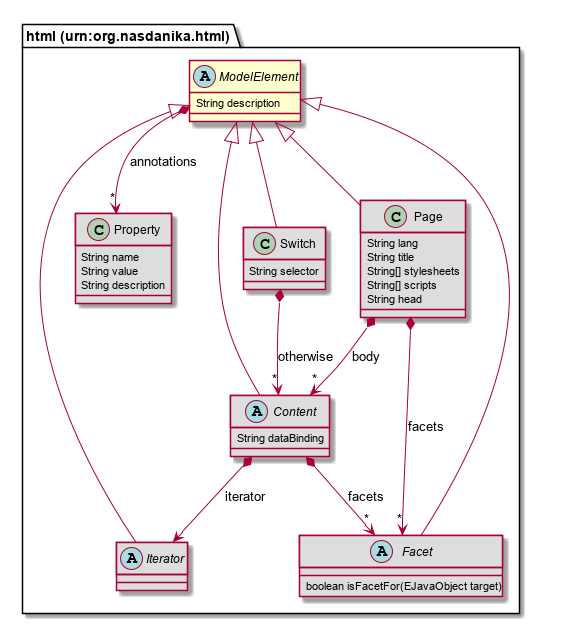 html (urn:org.nasdanika.html)
A ModelElement
String description
annotations
*
C Property
String name
String value
String description
C Switch
String selector
C Page
String lang
String title
String[] stylesheets
String[] scripts
String head
otherwise
*
body
*
A Content
String dataBinding
facets
*
iterator
facets
*
A Iterator
A Facet
boolean isFacetFor(EJavaObject target)